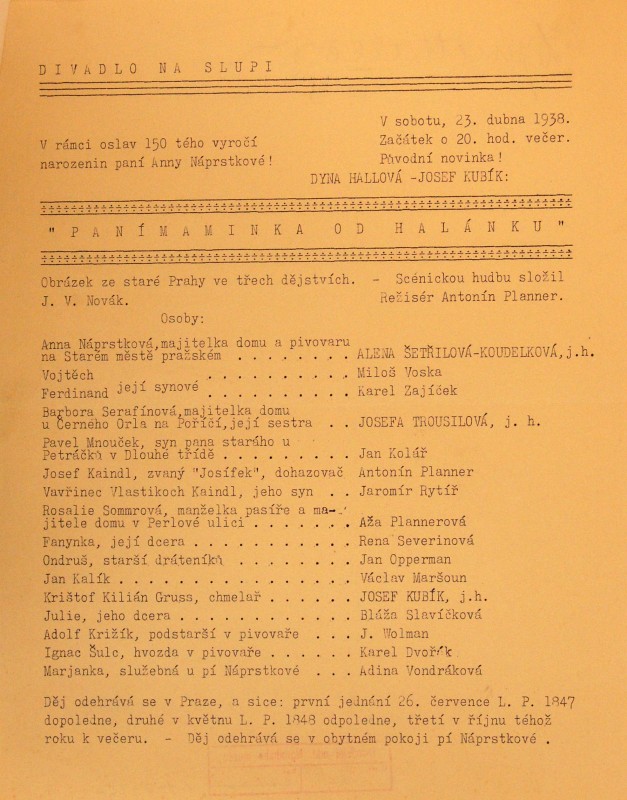 DIVADLO NA SLUPI
V sobotu, 23. dubna 1938.
V rámci oslav 150 tého vyročí Začátek o 20. hod. večer.
narozenin paní Anny Náprstkové! Původní novinka!
DYNA HALLOVÁ -JOSEF KUBÍK:
" PANÍMAMINKA OD HALÁNKU "
Obrázek ze staré Prahy ve třech dějstvích. - Scénickou hudbu složil
J. V. Novák. Režisér Antonín Planner.
Osoby:
Anna Náprstková,majitelka domu a pivovaru
na Starém městě pražském . . . . . . . . ALENA ŠETŘILOVÁ-KOUDELKOVÁ,j.h.
Vojtěch . . . . . . . . . . Miloš Voska
Ferdinand její synové . . . . . . . . . . Karel Zajíček
Barbora Serafínová,majitelka domu
u Černého Orla na Poříčí,její sestra . . JOSEFA TROUSILOVÁ, j. h.
Pavel Mnouček, syn pana staráho u
Petráčků v Dlouhé třídě . . . . . . . . . Jan Kolář
Josef Kaindl, zvaný "Josífek", dohazovač Antonín Planner
Vavřinec Vlastikoch Kaindl, jeho syn . . Jaromír Rytíř
Rosalie Sommrová, manželka pasíře a ma-
jitele domu v Perlové ulici . . . . . . . Aža Plannerová
Fanynka, její dcera . . . . . . . . . . . Rena Severinová
Ondruš, starší dráteníků . . . . . . . . Jan Opperman
Jan Kalík . . . . . . . . . . . . . . . . Václav Maršoun
Krištof Kilián Gruss, chmelař . . . . . . JOSEF KUBÍK, j.h.
Julie, jeho dcera . . . . . . . . . . . . Bláža Slavíčková
Adolf Križík, podstarší v pivovaře . . . J. Wolman
Ignac Šulc, hvozda v pivovaře . . . . . . Karel Dvořák
Marjanka, služebná u pí Náprstkové . . . Adina Vondráková
Děj odehrává se v Praze, a sice: první jednání 26. července L. P. 1847
dopoledne, druhé v květnu L. P. 1848 odpoledne, třetí v říjnu téhož
roku k večeru. - Děj odehrává se v obytném pokoji pí Náprstkové .